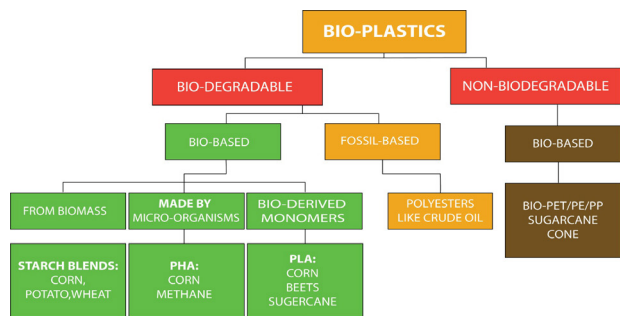 BIO-PLASTICS
BIO-DEGRADABLE
NON-BIODEGRADABLE
BIO-BASED
FOSSIL-BASED
BIO-BASED
FROM BIOMASS
MADE BY
MICRO-ORGANISMS
BIO-DERIVED
MONOMERS
POLYESTERS
LIKE CRUDE OIL
BIO-PET/PE/PP
SUGARCANE
CONE
STARCH BLENDS:
CORN,
POTATO,WHEAT
PHA:
CORN
METHANE
PLA:
CORN
BEETS
SUGERCANE